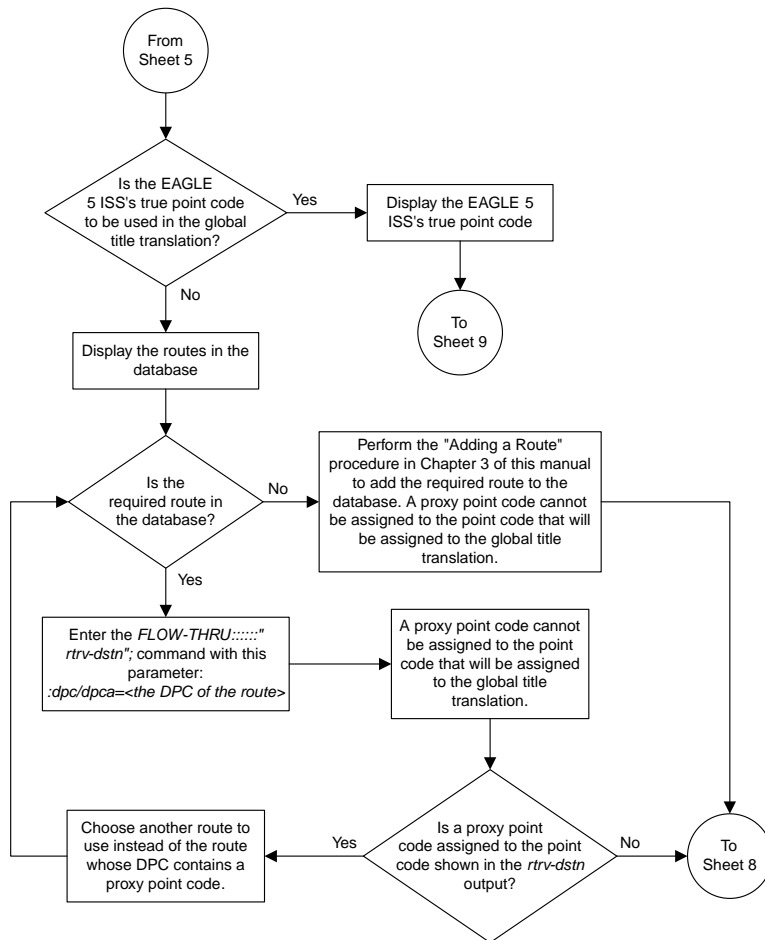 From
Sheet 5
Is the EAGLE
5 ISS's true point code
to be used in the global
title translation?
Yes
Display the EAGLE 5
ISS's true point code
No
To
Sheet 9
Display the routes in the
database
Is the
required route in
the database?
No
Perform the "Adding a Route"
procedure in Chapter 3 of this manual
to add the required route to the
database. A proxy point code cannot
be assigned to the point code that will
be assigned to the global title
translation.
Yes
Enter the FLOW-THRU::::::"
rtrv-dstn"; command with this
parameter:
:dpc/dpca=<the DPC of the route>
A proxy point code cannot
be assigned to the point
code that will be assigned
to the global title
translation.
Choose another route to
use instead of the route
whose DPC contains a
proxy point code.
Yes
Is a proxy point
code assigned to the point
code shown in the rtrv-dstn
output?
No
To
Sheet 8